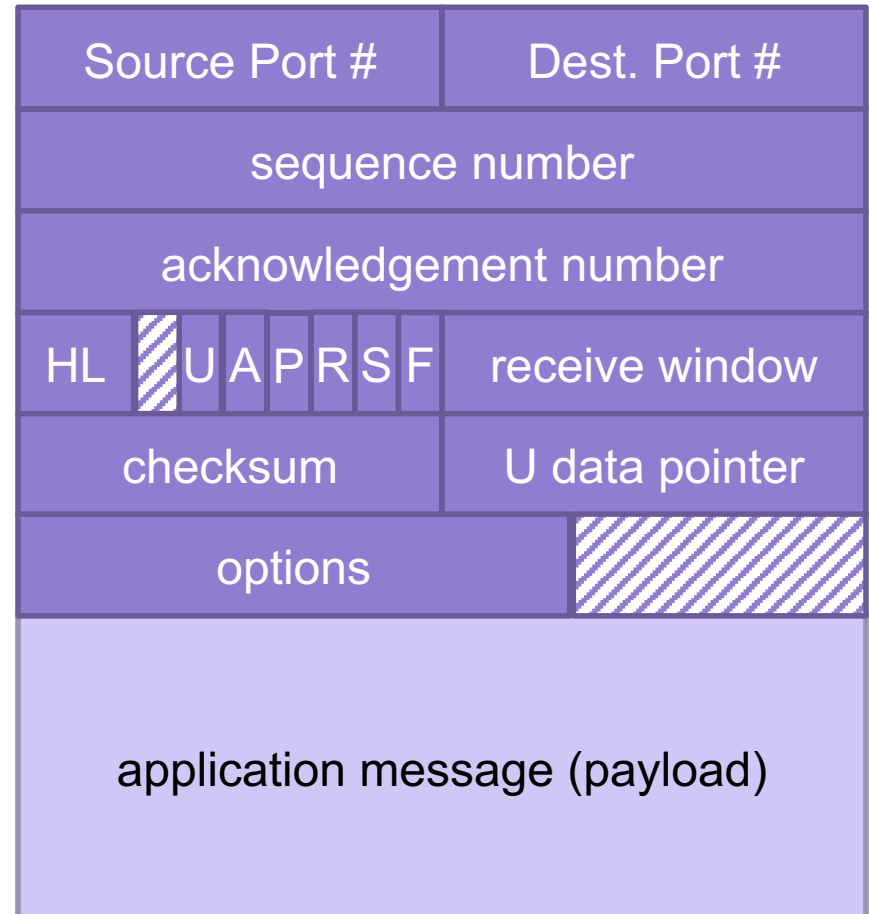 Source Port # Dest. Port #
sequence number
acknowledgement number
HL U A P R S F receive window
checksum U data pointer
options
application message (payload)